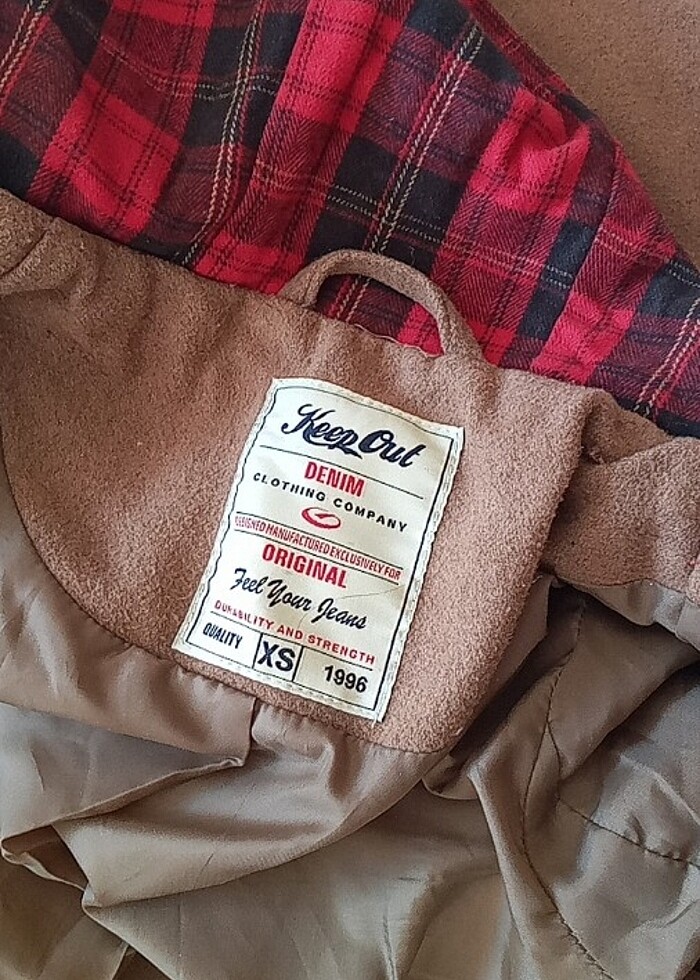 Keep Out
DENIM
CLOTHING COMPANY
DESIGNED MANUFACTURED EXCLUSIVELY FOR
ORIGINAL
Feel Your Jeans
DURABILITY AND STRENGTH
QUALITY XS 1996